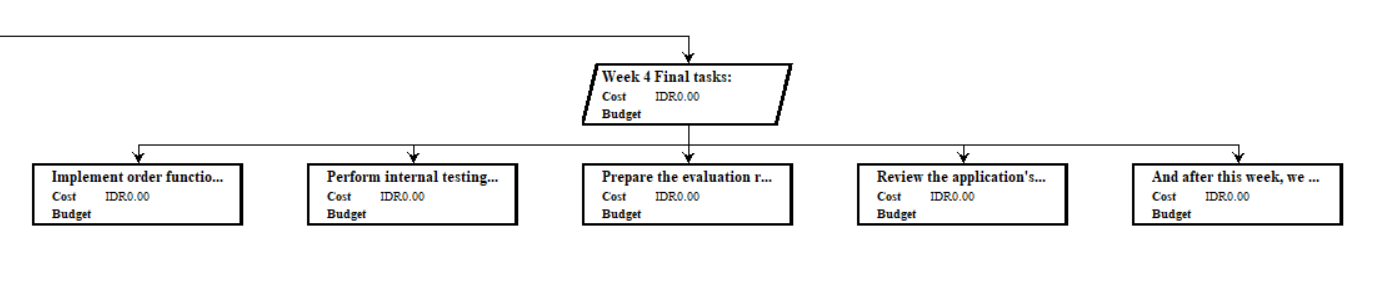 Week 4 Final tasks:
Cost IDR0.00
Budget
Implement order functio...
Cost IDR0.00
Budget
Perform internal testing...
Cost IDR0.00
Budget
Prepare the evaluation r...
Cost IDR0.00
Budget
Review the application's...
Cost IDR0.00
Budget
And after this week, we ...
Cost IDR0.00
Budget